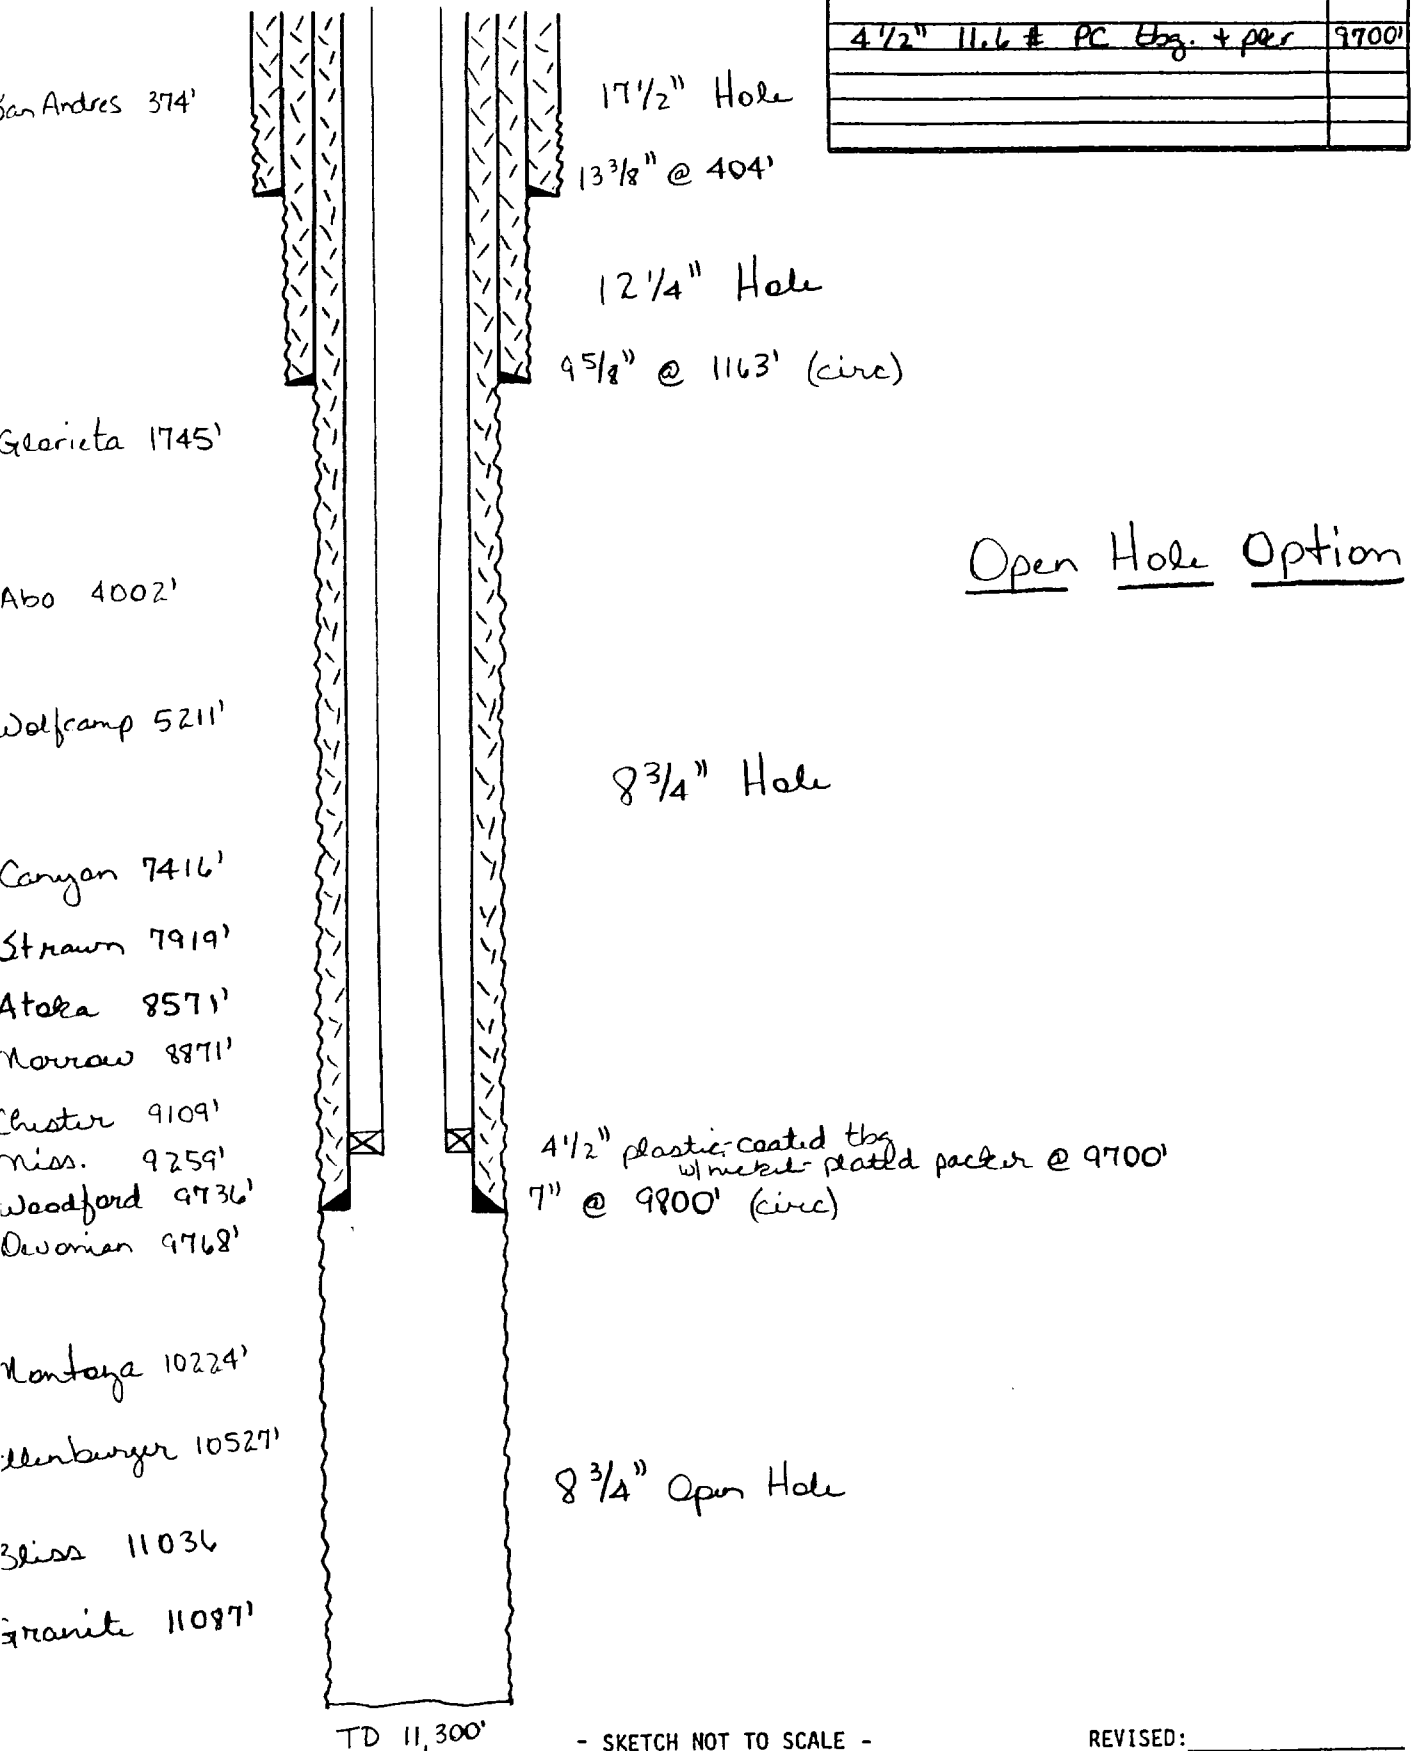 4 1/2" 11.6 # PC tbg. + pkr 9700'
San Andres 374'
17 1/2" Hole
13 3/8" @ 404'
12 1/4" Hole
9 5/8" @ 1163' (circ)
Glorieta 1745'
Open Hole Option
Abo 4002'
Wolfcamp 5211'
8 3/4" Hole
Canyon 7416'
Strawn 7919'
Atoka 8571'
Morrow 8871'
Chester 9109'
Miss. 9259'
4 1/2" plastic-coated tbg
w/ nickel-plated packer @ 9700'
Woodford 9736'
7" @ 9800' (circ)
Devonian 9768'
Montoya 10224'
llenburger 10527'
8 3/4" Open Hole
Bliss 11036
Granite 11087'
TD 11,300'
- SKETCH NOT TO SCALE -
REVISED: